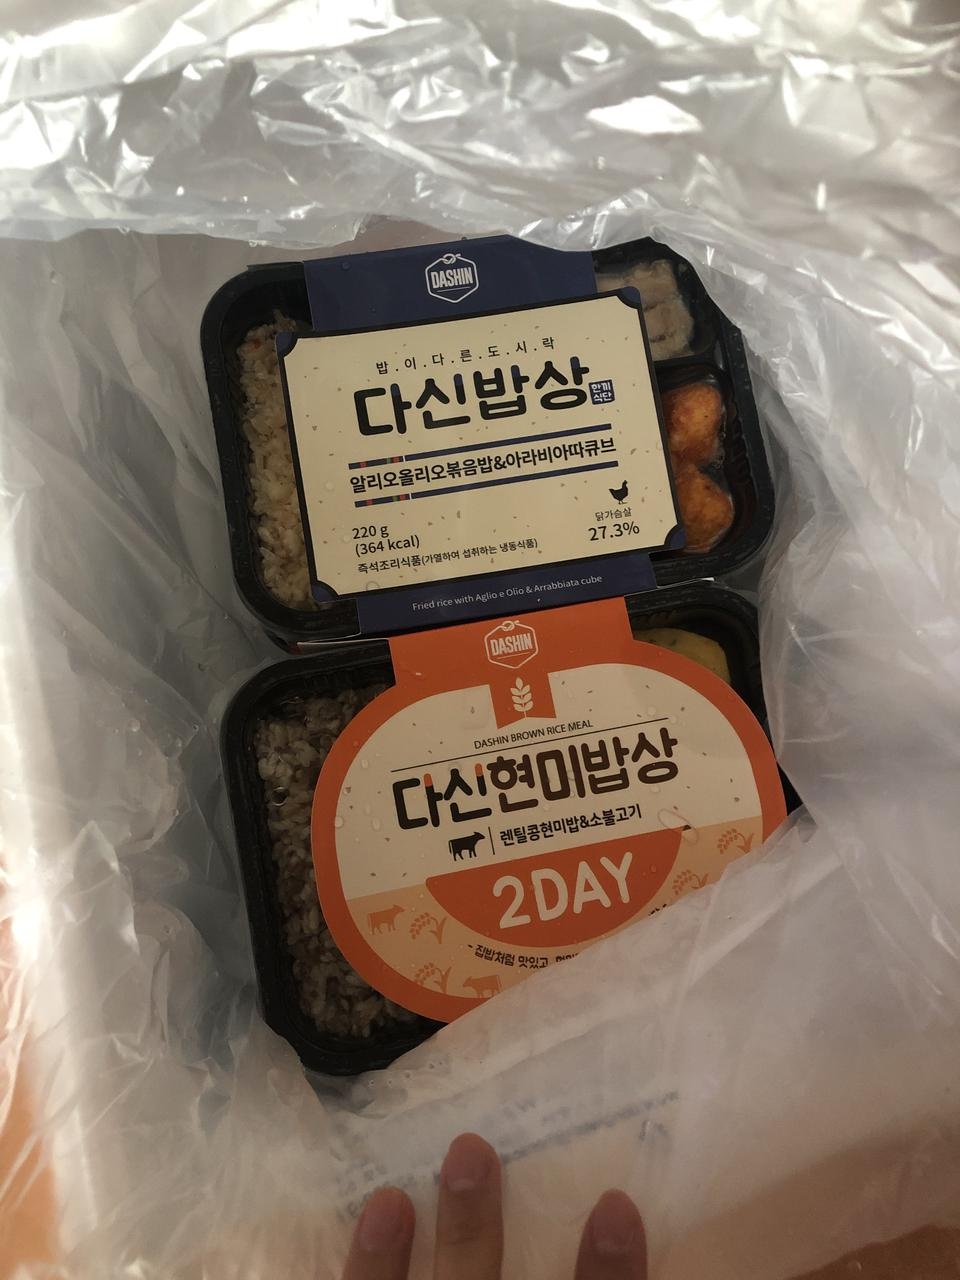 DASHIN
밥.이.다.른.도.시.락
다신밥상 한끼식단
알리오올리오볶음밥&아라비아따큐브
220 g
(364 kcal)
즉석조리식품(가열하여 섭취하는 냉동식품)
닭가슴살
27.3%
Fried rice with Aglio e Olio & Arrabbiata cube
DASHIN
DASHIN BROWN RICE MEAL
다신현미밥상
렌틸콩현미밥&소불고기
2DAY
- 집밥처럼 맛있고,